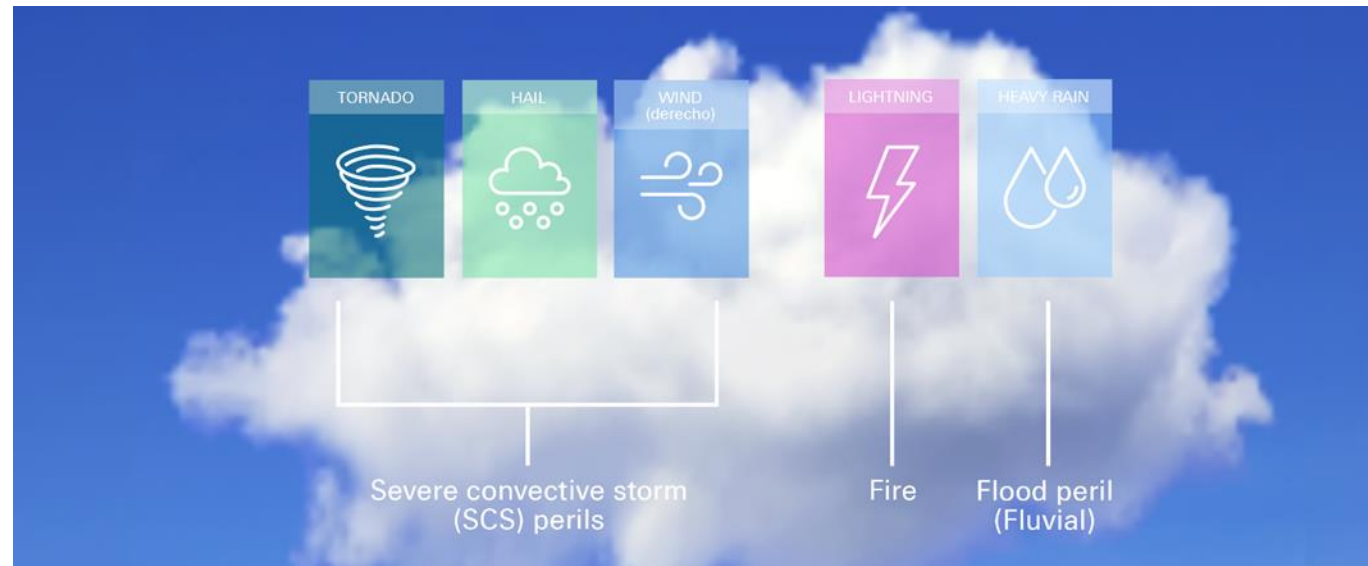 TORNADO
HAIL
WIND
(derecho)
LIGHTNING
HEAVY RAIN
Severe convective storm
(SCS) perils
Fire
Flood peril
(Fluvial)